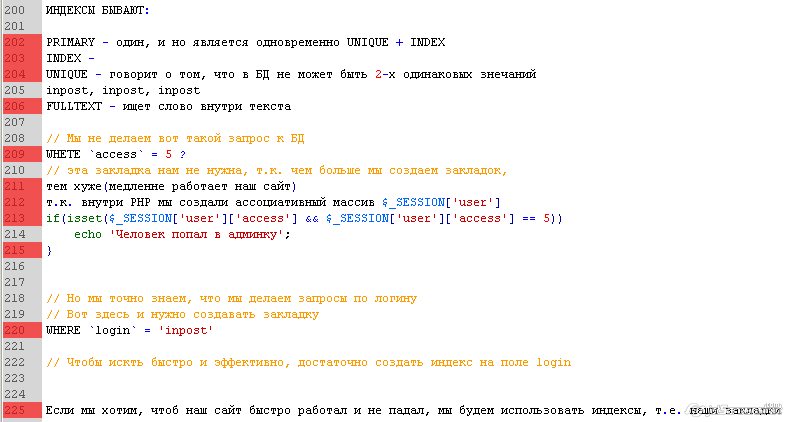 200 ИНДЕКСЫ БЫВАЮТ:
201
202 PRIMARY - один, и но является одновременно UNIQUE + INDEX
203 INDEX -
204 UNIQUE - говорит о том, что в БД не может быть 2-х одинаковых знечаний
205 inpost, inpost, inpost
206 FULLTEXT - ищет слово внутри текста
207
208 // Мы не делаем вот такой запрос к БД
209 WHETE `access` = 5 ?
210 // эта закладка нам не нужна, т.к. чем больше мы создаем закладок,
211 тем хуже(медленне работает наш сайт)
212 т.к. внутри PHP мы создали ассоциативный массив $_SESSION['user']
213 if(isset($_SESSION['user']['access'] && $_SESSION['user']['access'] == 5))
214 echo 'Человек попал в админку';
215 }
216
217
218 // Но мы точно знаем, что мы делаем запросы по логину
219 // Вот здесь и нужно создавать закладку
220 WHERE `login` = 'inpost'
221
222 // Чтобы искть быстро и эффективно, достаточно создать индекс на поле login
223
224
225 Если мы хотим, чтоб наш сайт быстро работал и не падал, мы будем использовать индексы, т.е. наши закладки